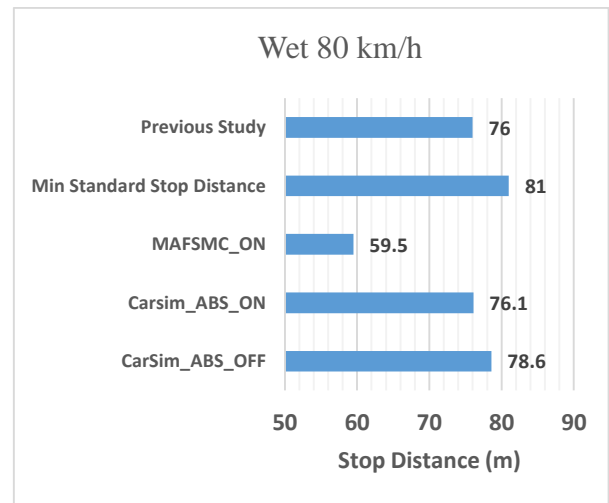 Wet 80 km/h
Previous Study 76
Min Standard Stop Distance 81
MAFSMC_ON 59.5
Carsim_ABS_ON 76.1
CarSim_ABS_OFF 78.6
50 60 70 80 90
Stop Distance (m)